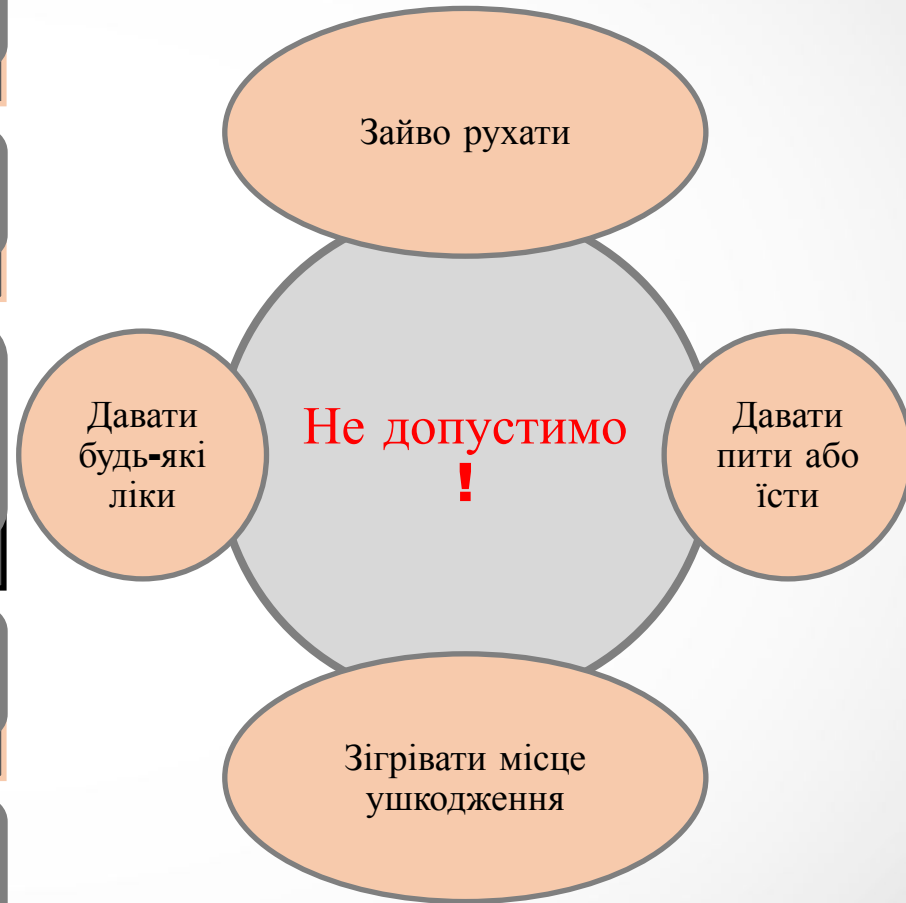 Зайво рухати
Давати
будь-які
ліки
Не допустимо
!
Давати
пити або
їсти
Зігрівати місце
ушкодження